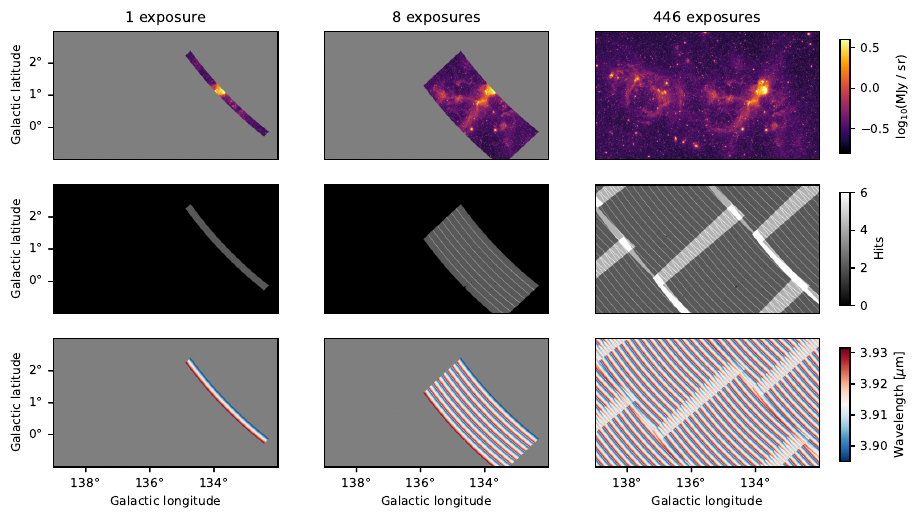 1 exposure
8 exposures
446 exposures
Galactic latitude
2°
1°
0°
0.5
0.0
−0.5
log10(MJy / sr)
Galactic latitude
2°
1°
0°
6
4
2
0
Hits
Galactic latitude
2°
1°
0°
3.93
3.92
3.91
3.90
Wavelength [μm]
138° 136° 134°
138° 136° 134°
138° 136° 134°
Galactic longitude
Galactic longitude
Galactic longitude